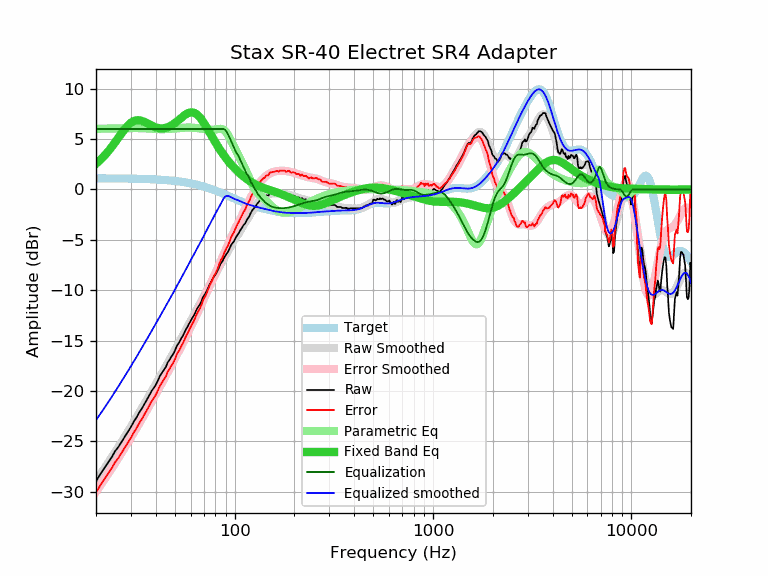 Stax SR-40 Electret SR4 Adapter
10
5
0
−5
−10
−15
−20
−25
−30
Amplitude (dBr)
Target
Raw Smoothed
Error Smoothed
Raw
Error
Parametric Eq
Fixed Band Eq
Equalization
Equalized smoothed
100 1000 10000
Frequency (Hz)